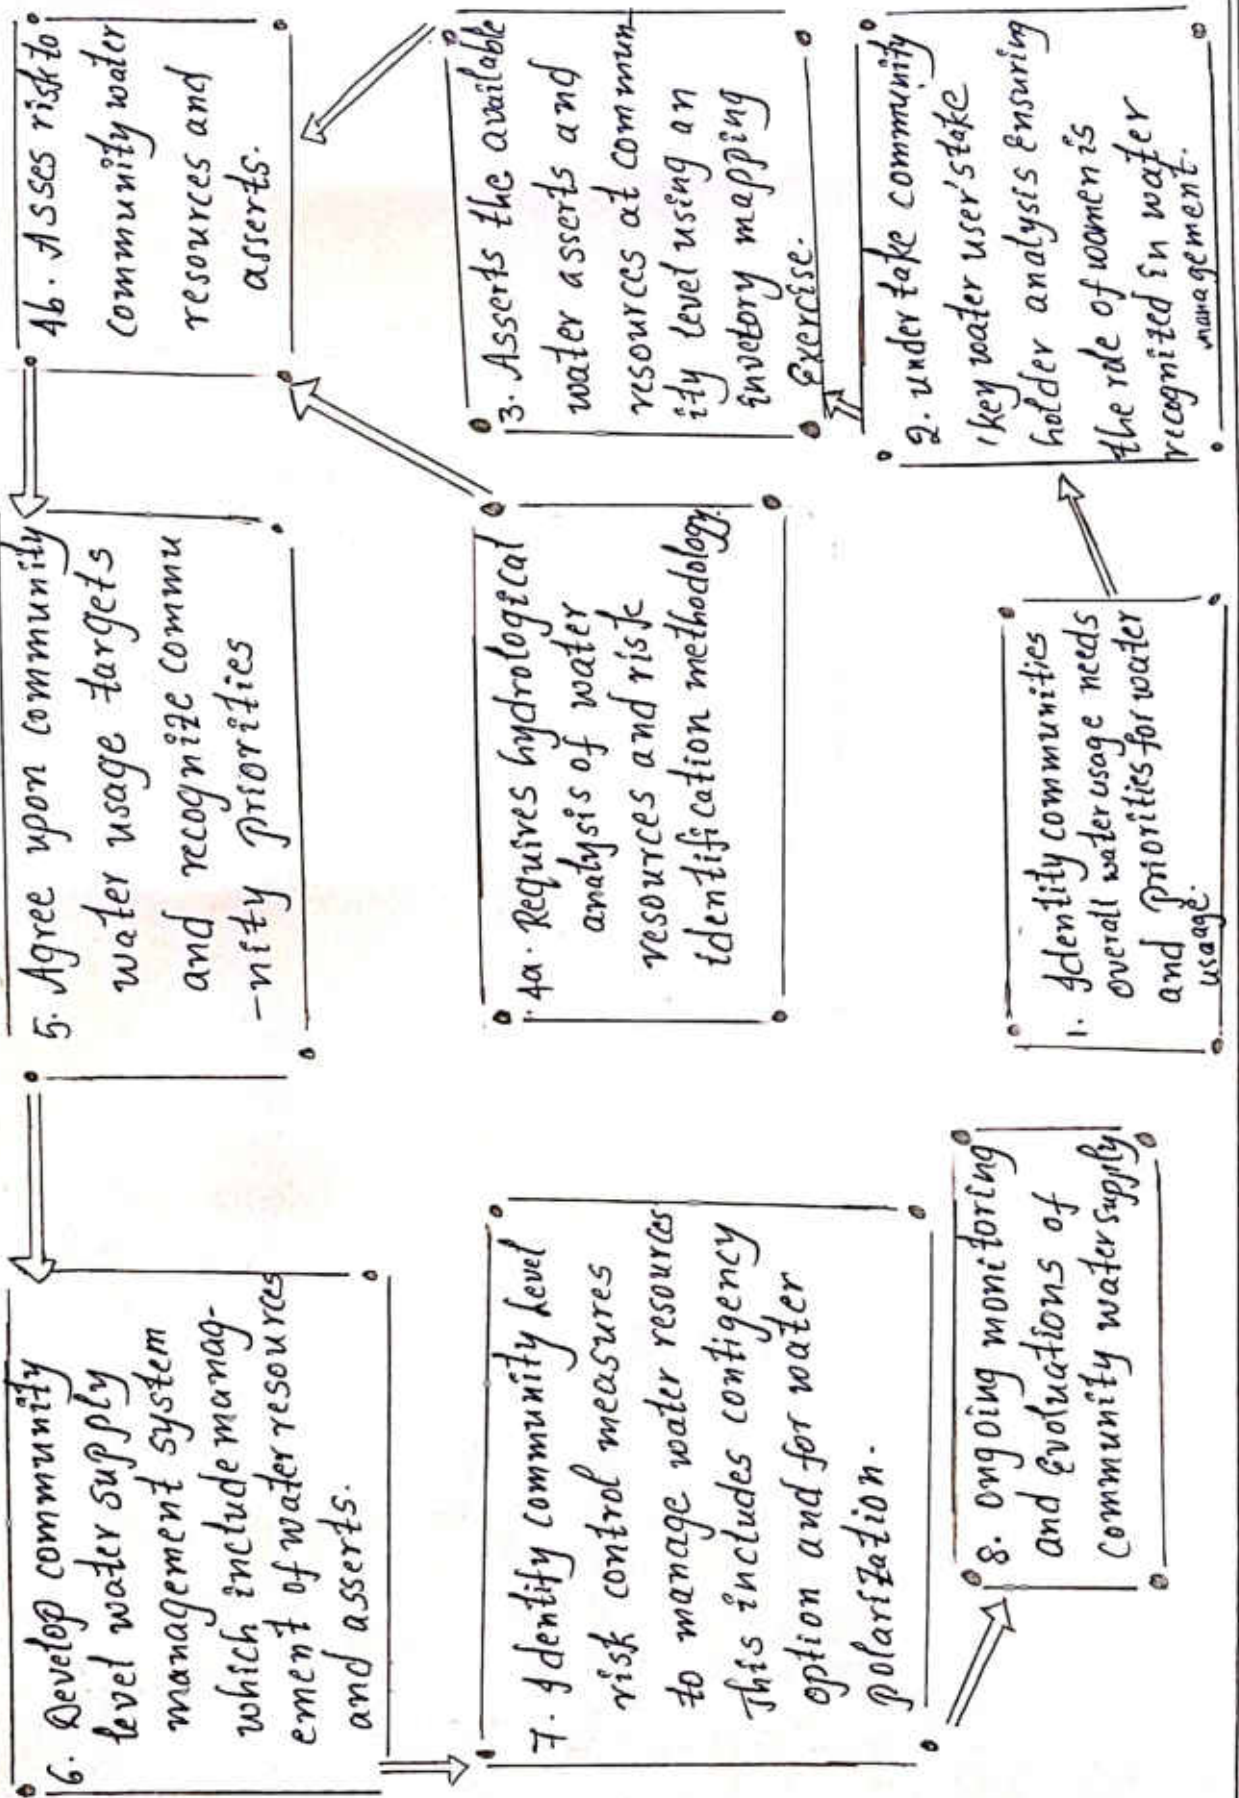 1. Identity communities
overall water usage needs
and priorities for water
usage.
2. under take community
key water user's take
holder analysis Ensuring
the role of women is
recognized in water
management.
3. Asserts the available
water asserts and
resources at commun
ity level using an
invetory mapping
Exercise.
4a. Requires hydrological
analysis of water
resources and risk
identification methodology.
4b. Asses risk to
community water
resources and
asserts.
5. Agree upon community
water usage targets
and recognize commu
-nity priorities
6. Develop community
level water supply
management system
which include manag-
ement of water resources
and asserts.
7. Identify community Level
risk control measures
to manage water resources
This includes contigency
option and for water
polarization.
8. ongoing monitoring
and Evoluations of
community water supply